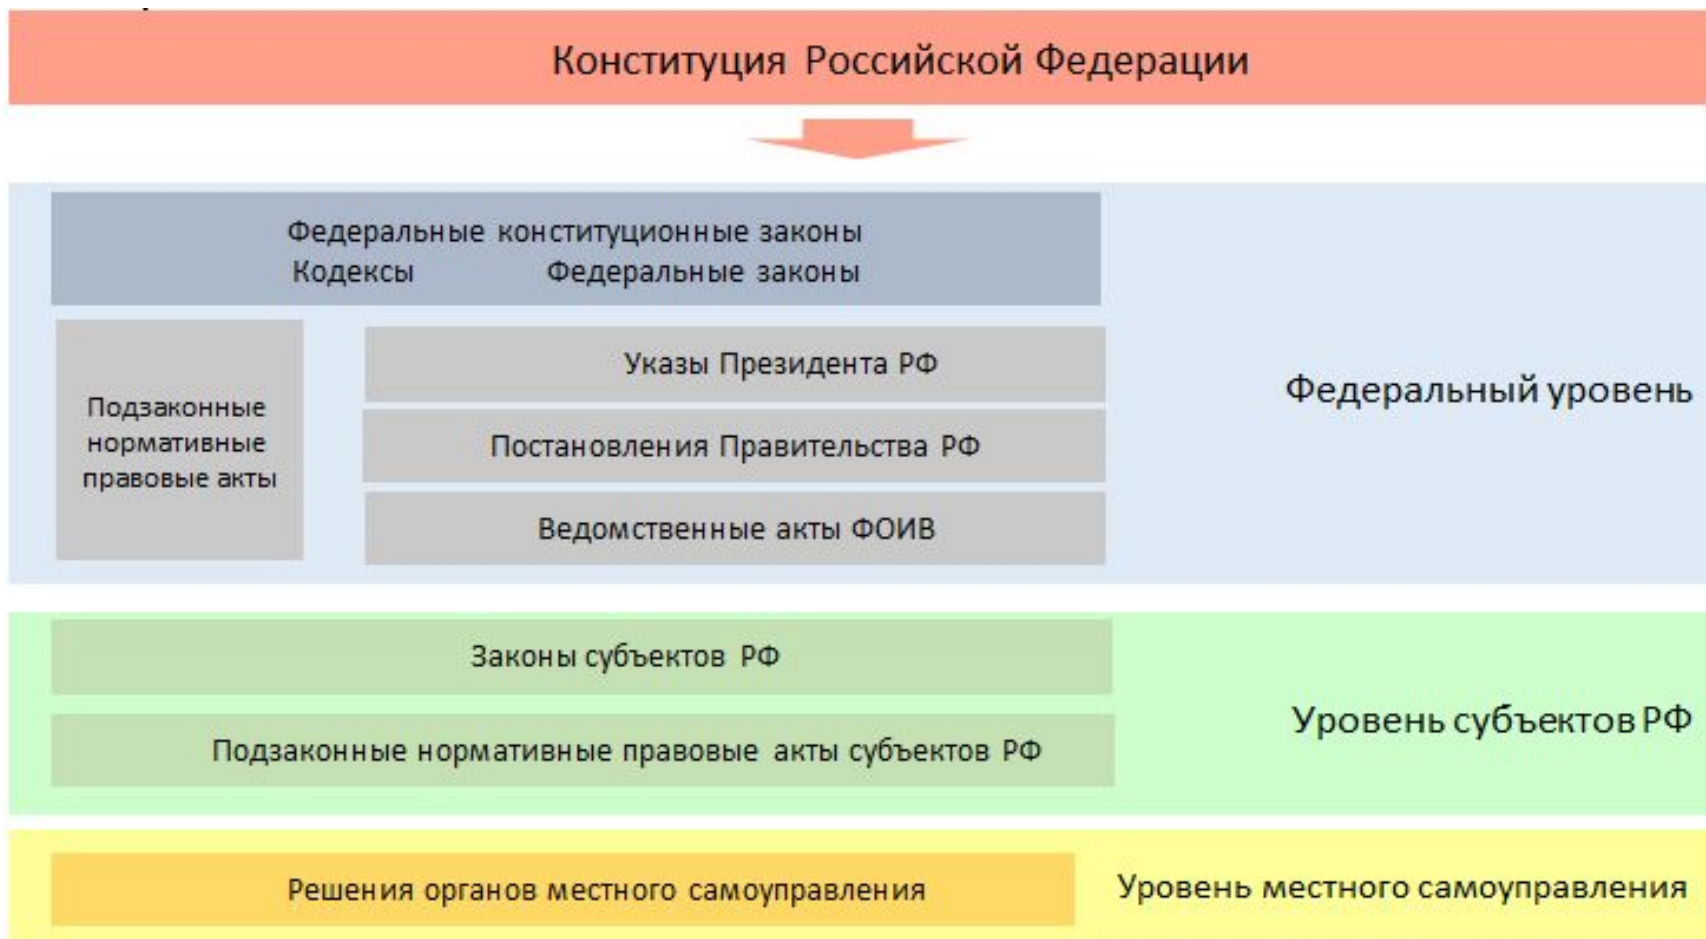 Конституция Российской Федерации
Федеральные конституционные законы
Кодексы Федеральные законы
Подзаконные
нормативные
правовые акты
Указы Президента РФ
Постановления Правительства РФ
Ведомственные акты ФОИВ
Федеральный уровень
Законы субъектов РФ
Подзаконные нормативные правовые акты субъектов РФ
Уровень субъектов РФ
Решения органов местного самоуправления
Уровень местного самоуправления